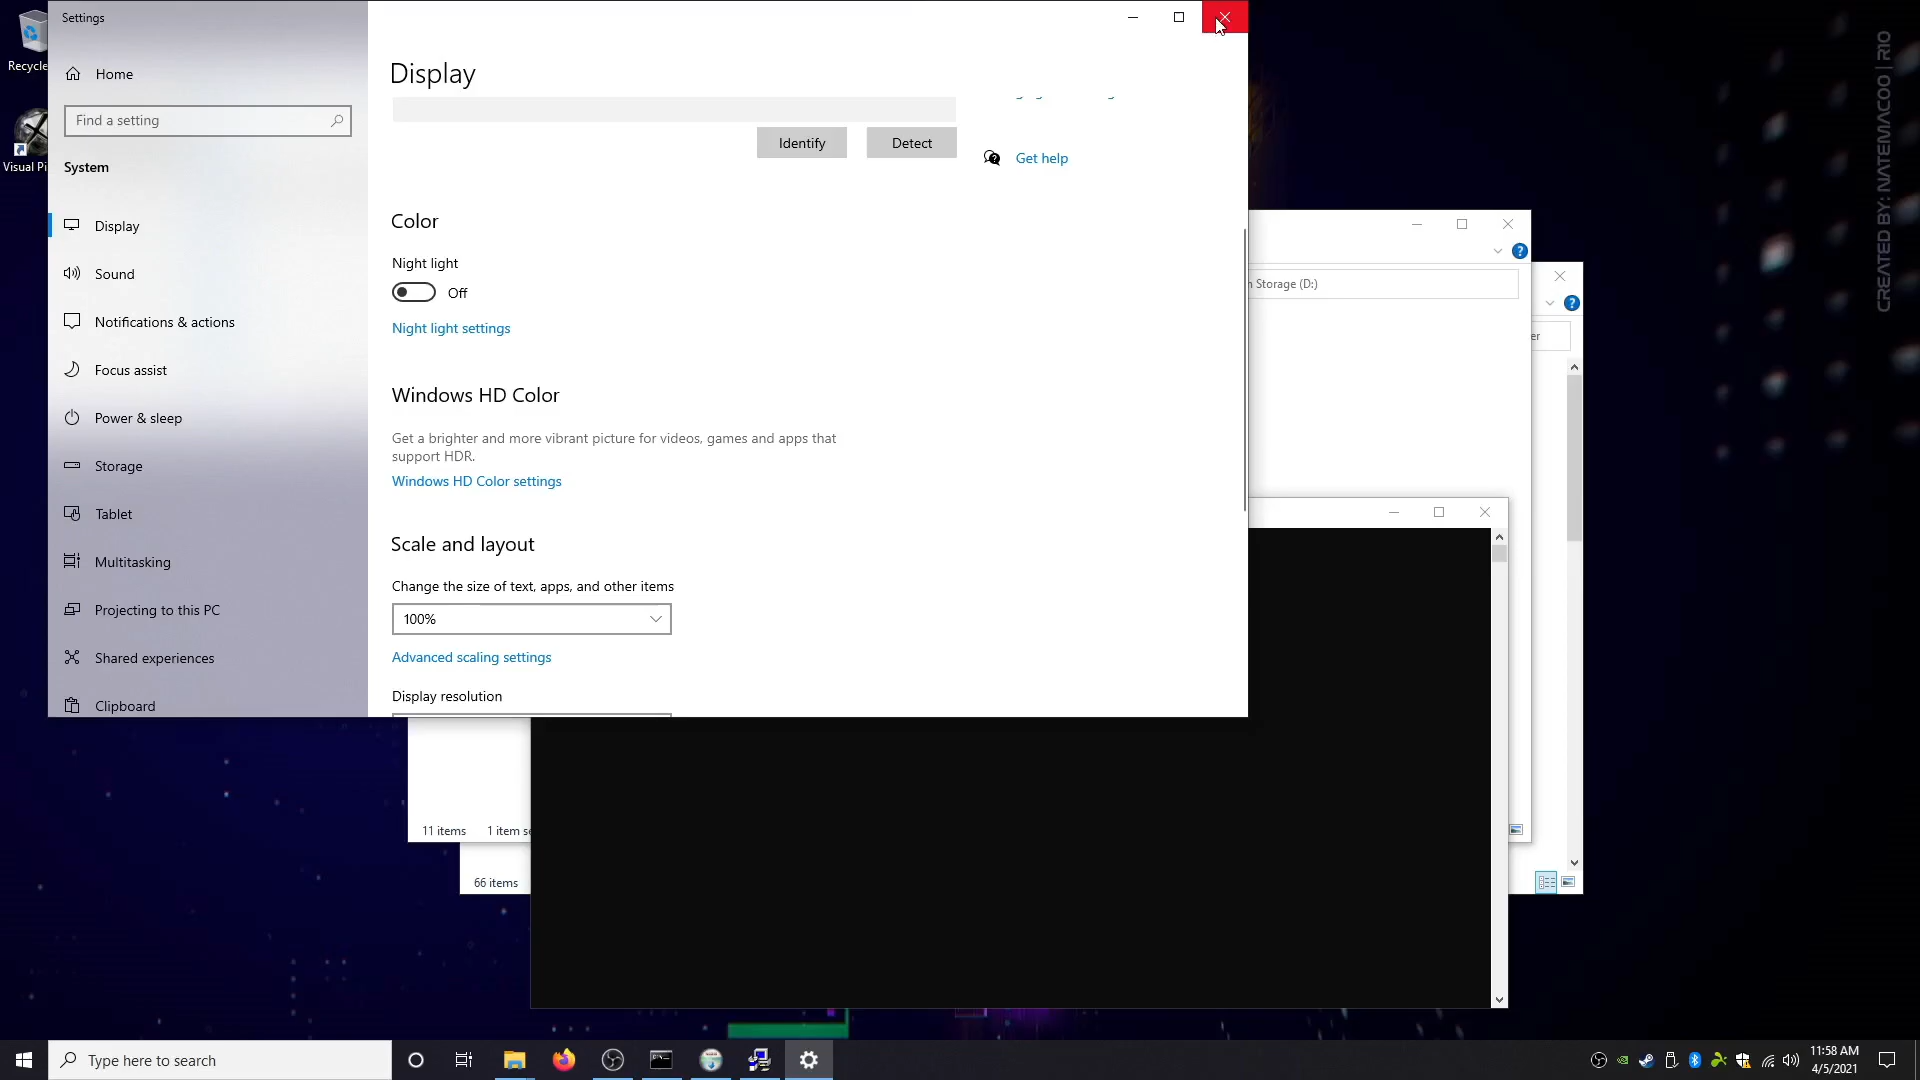 Settings
Recycle
Visual Pi
Home
Find a setting
System
Display
Sound
Notifications & actions
Focus assist
Power & sleep
Storage
Tablet
Multitasking
Projecting to this PC
Shared experiences
Clipboard
Display
Identify
Detect
Get help
Color
Night light
Off
Night light settings
Windows HD Color
Get a brighter and more vibrant picture for videos, games and apps that
support HDR.
Windows HD Color settings
Scale and layout
Change the size of text, apps, and other items
100%
Advanced scaling settings
Display resolution
Storage (D:)
er
11 items
1 item se
66 items
CREATED BY: NATEMACOO | RIO
Type here to search
11:58 AM
4/5/2021